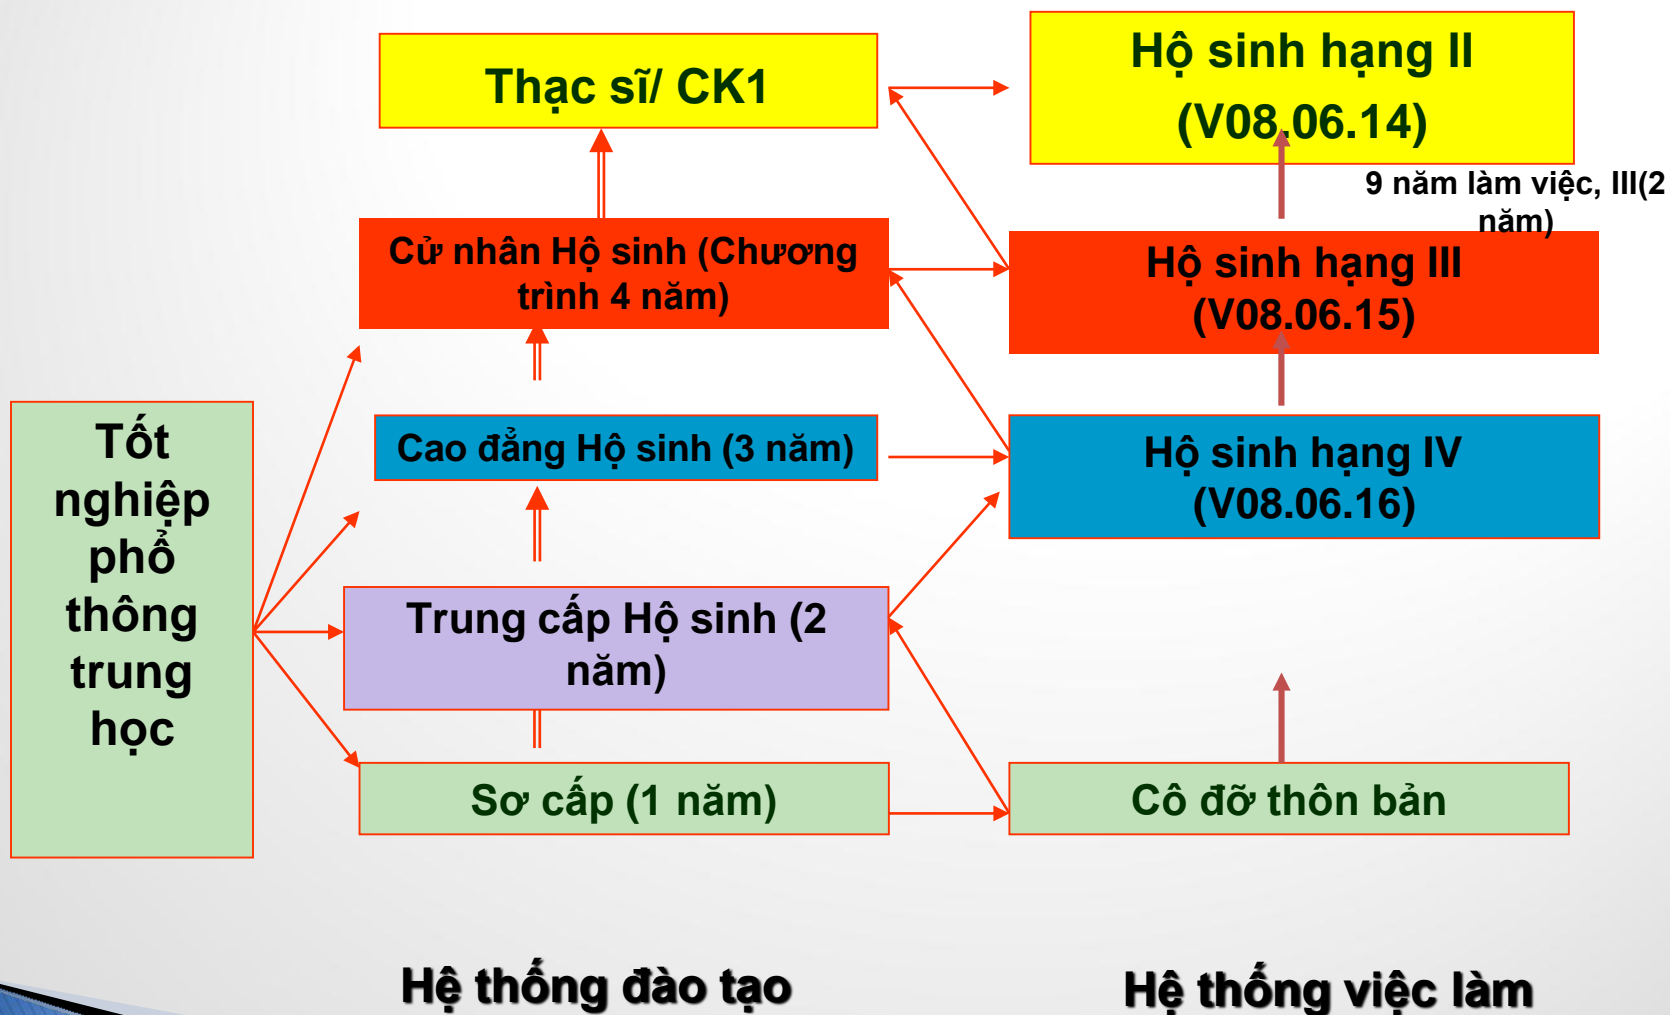 Thạc sĩ/ CK1
Hộ sinh hạng II
(V08.06.14)
9 năm làm việc, III(2
năm)
Cử nhân Hộ sinh (Chương
trình 4 năm)
Hộ sinh hạng III
(V08.06.15)
Tốt
nghiệp
phổ
thông
trung
học
Cao đẳng Hộ sinh (3 năm)
Hộ sinh hạng IV
(V08.06.16)
Trung cấp Hộ sinh (2
năm)
Sơ cấp (1 năm)
Cô đỡ thôn bản
Hệ thống đào tạo
Hệ thống việc làm